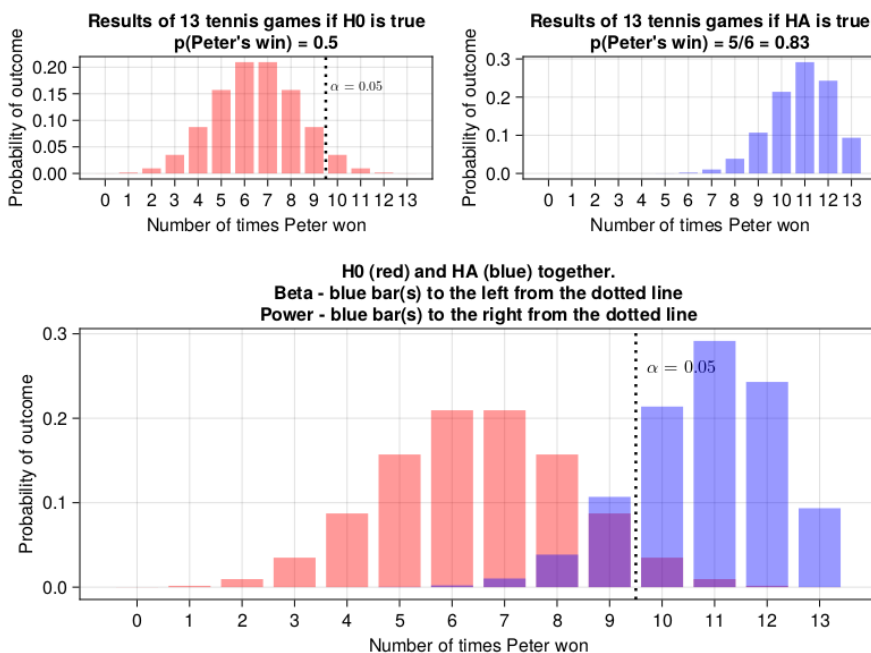 Results of 13 tennis games if H0 is true
p(Peter's win) = 0.5
Probability of outcome
0.20
0.15
0.10
0.05
0.00
α = 0.05
0 1 2 3 4 5 6 7 8 9 10 11 12 13
Number of times Peter won
Results of 13 tennis games if HA is true
p(Peter's win) = 5/6 = 0.83
Probability of outcome
0.3
0.2
0.1
0.0
0 1 2 3 4 5 6 7 8 9 10 11 12 13
Number of times Peter won
H0 (red) and HA (blue) together.
Beta - blue bar(s) to the left from the dotted line
Power - blue bar(s) to the right from the dotted line
Probability of outcome
0.3
0.2
0.1
0.0
α = 0.05
0 1 2 3 4 5 6 7 8 9 10 11 12 13
Number of times Peter won